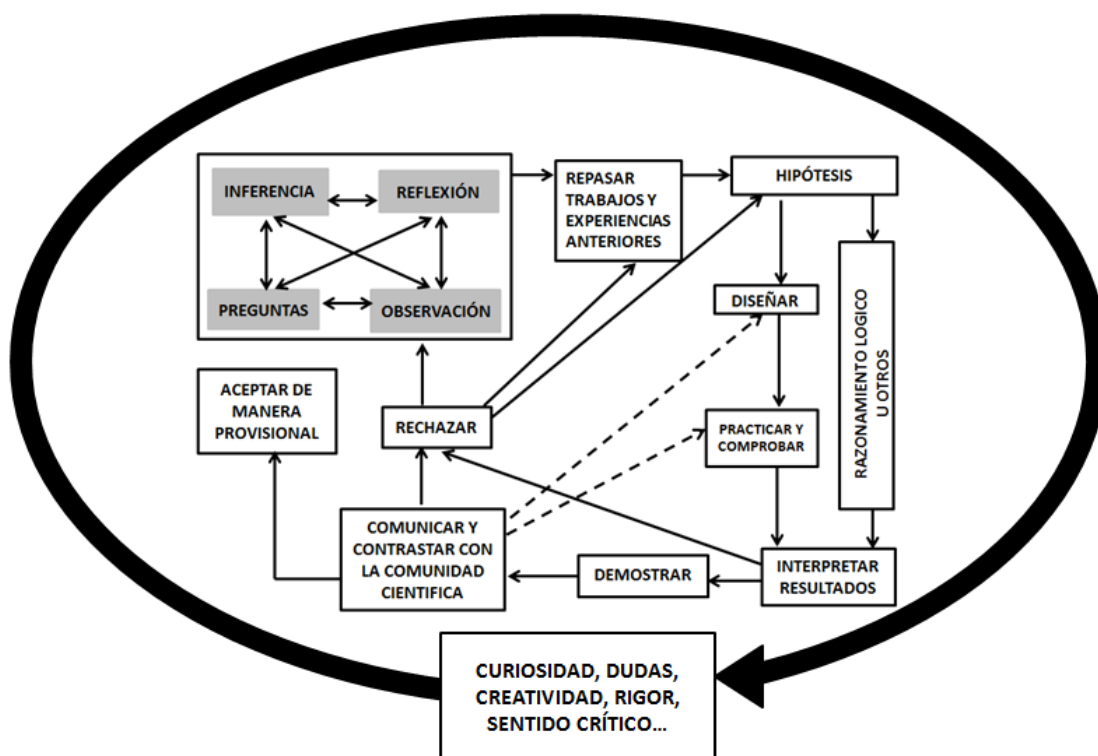 INFERENCIA
REFLEXIÓN
PREGUNTAS
OBSERVACIÓN
REPASAR
TRABAJOS Y
EXPERIENCIAS
ANTERIORES
HIPÓTESIS
DISEÑAR
RAZONAMIENTO LOGICO
U OTROS
ACEPTAR DE
MANERA
PROVISIONAL
RECHAZAR
PRACTICAR Y
COMPROBAR
COMUNICAR Y
CONTRASTAR CON
LA COMUNIDAD
CIENTIFICA
DEMOSTRAR
INTERPRETAR
RESULTADOS
CURIOSIDAD, DUDAS,
CREATIVIDAD, RIGOR,
SENTIDO CRÍTICO...